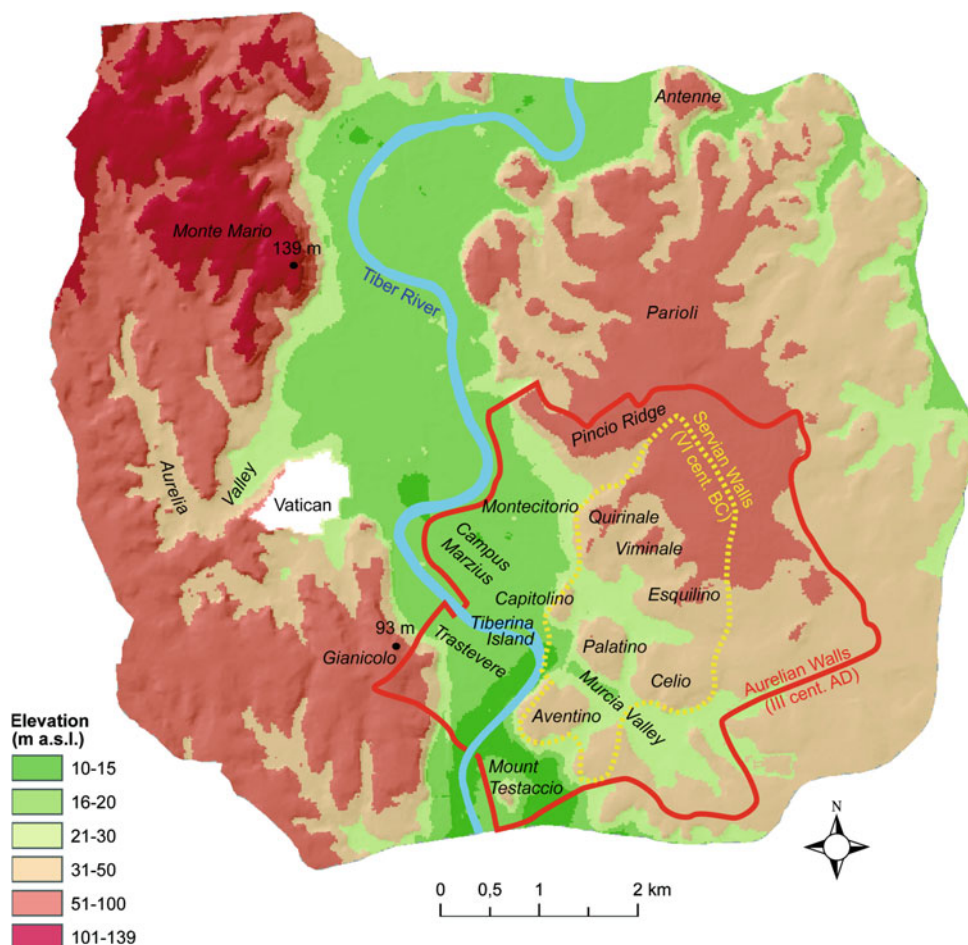 Antenne
Monte Mario
139 m
Tiber River
Parioli
Pincio Ridge
Servian Walls
(VI cent. BC)
Aurelia
Valley
Vatican
Montecitorio
Quirinale
Campus
Marzius
Viminale
Capitolino
Esquilino
Tiberina
Island
93 m
Gianicolo
Trastevere
Palatino
Celio
Murcia Valley
Aurelian Walls
(III cent. AD)
Aventino
Mount
Testaccio
Elevation
(m a.s.l.)
10-15
16-20
21-30
31-50
51-100
101-139
N
0 0,5 1 2 km